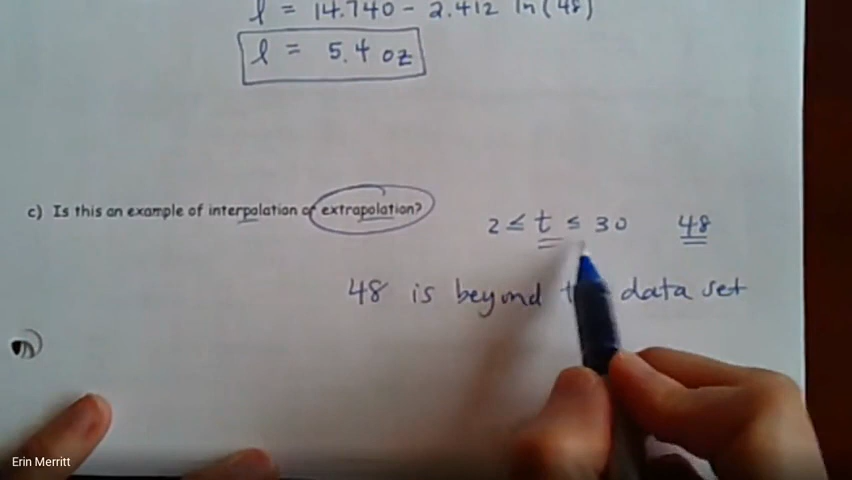 l = 14.740 - 2.412 ln(48)
l = 5.4 oz
c) Is this an example of interpolation or extrapolation?
2 ≤ t ≤ 30 48
48 is beyond the data set
Erin Merritt